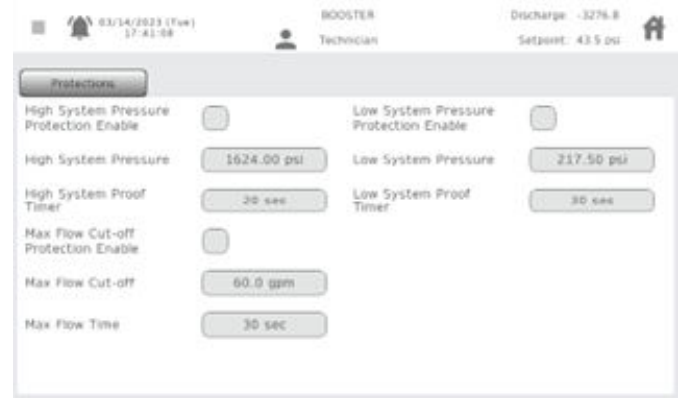 03/14/2023 (Tue)
17:41:08
BOOSTER
Technician
Discharge: -3276.8
Setpoint: 43.5 psi
Protections
High System Pressure
Protection Enable
Low System Pressure
Protection Enable
High System Pressure
1624.00 psi
Low System Pressure
217.50 psi
High System Proof
Timer
20 sec
Low System Proof
Timer
30 sec
Max Flow Cut-off
Protection Enable
Max Flow Cut-off
60.0 gpm
Max Flow Time
30 sec